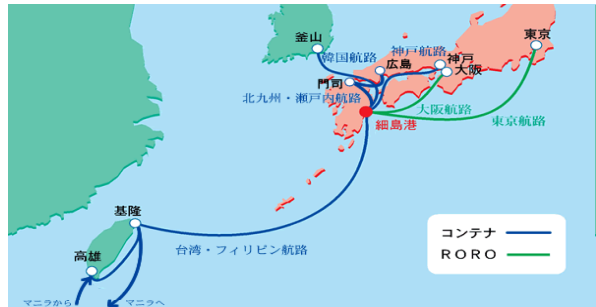 東京
釜山
韓国航路
神戸航路
神戸
広島
大阪
門司
北九州・瀬戸内航路
大阪航路
細島港
東京航路
基隆
台湾・フィリピン航路
高雄
コンテナ
RORO
マニラから
マニラへ